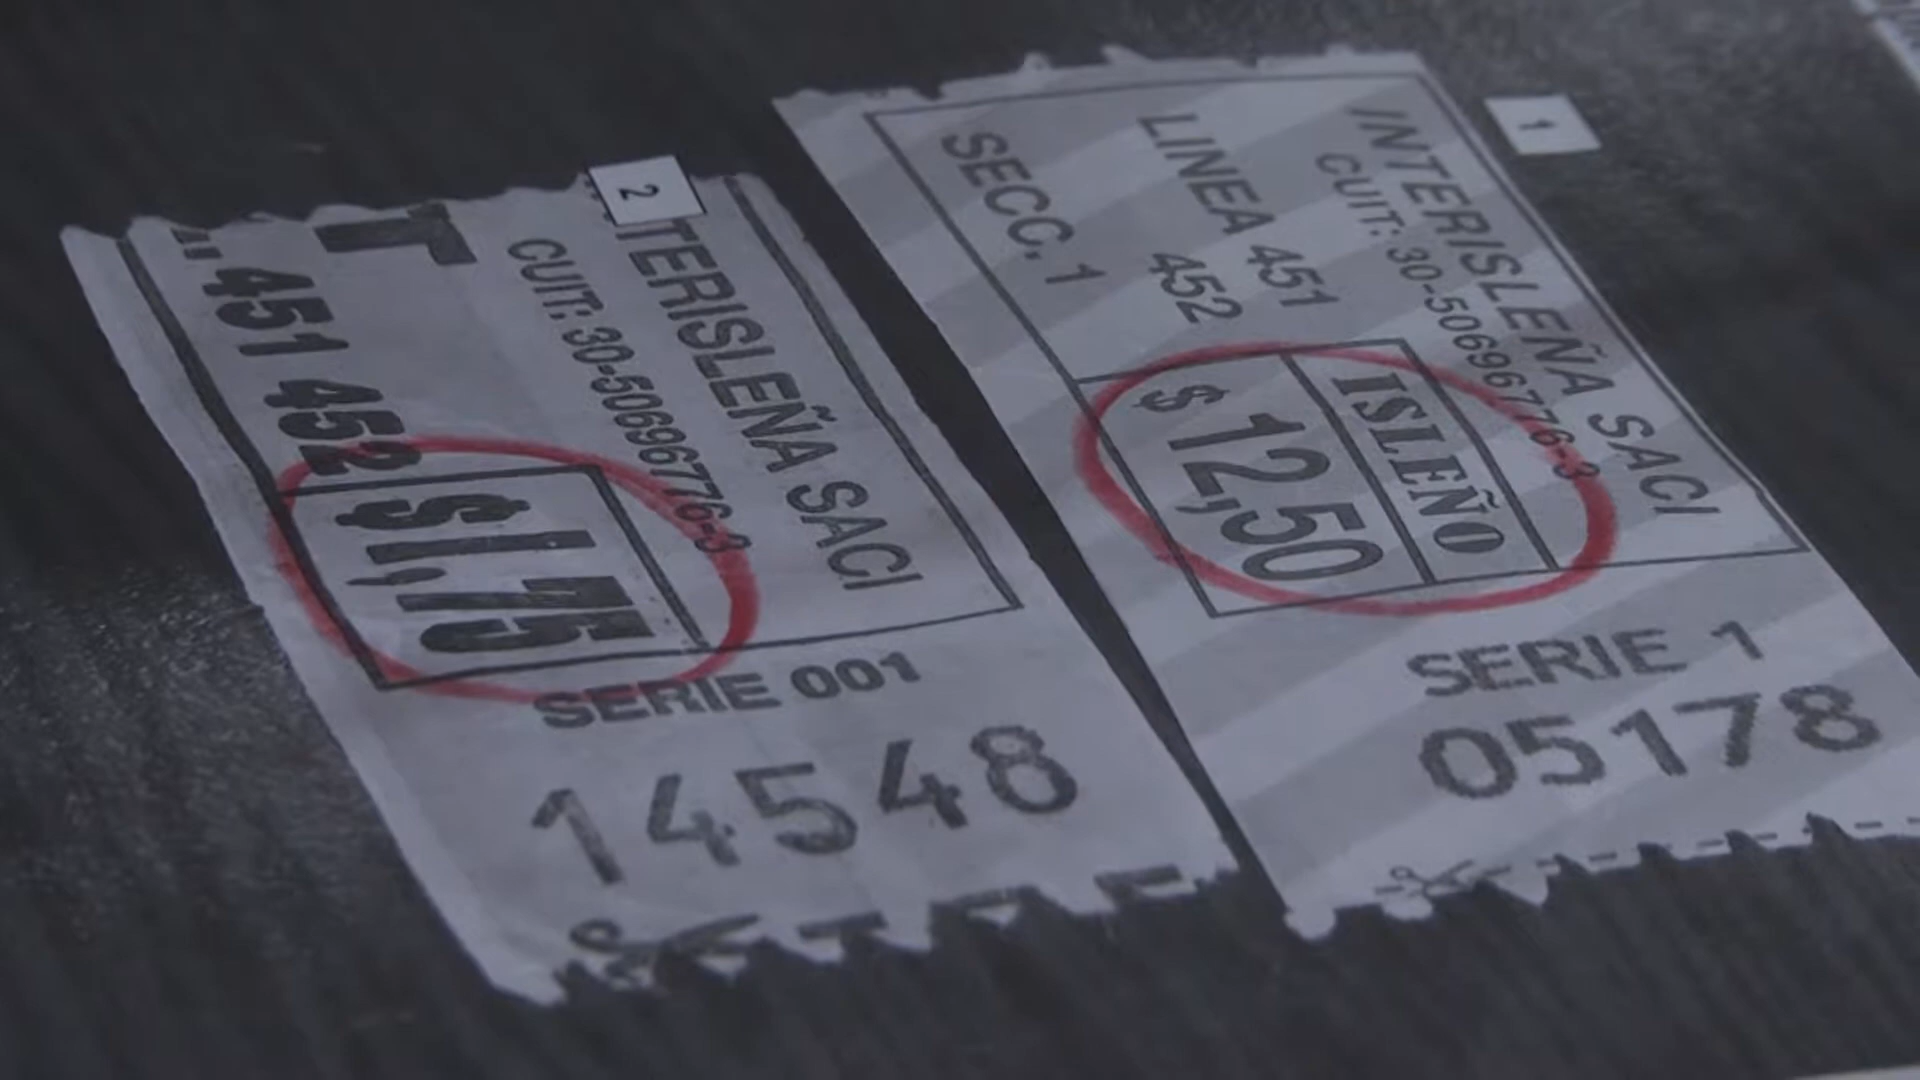 2
TERISLEÑA SACI
CUIT: 30-50696776-3
T
451 452
$1,75
SERIE 001
14548
1
INTERISLEÑA SACI
CUIT: 30-50696776-3
LINEA 451
452
SECC. 1
ISLEÑO
$ 12,50
SERIE 1
05178